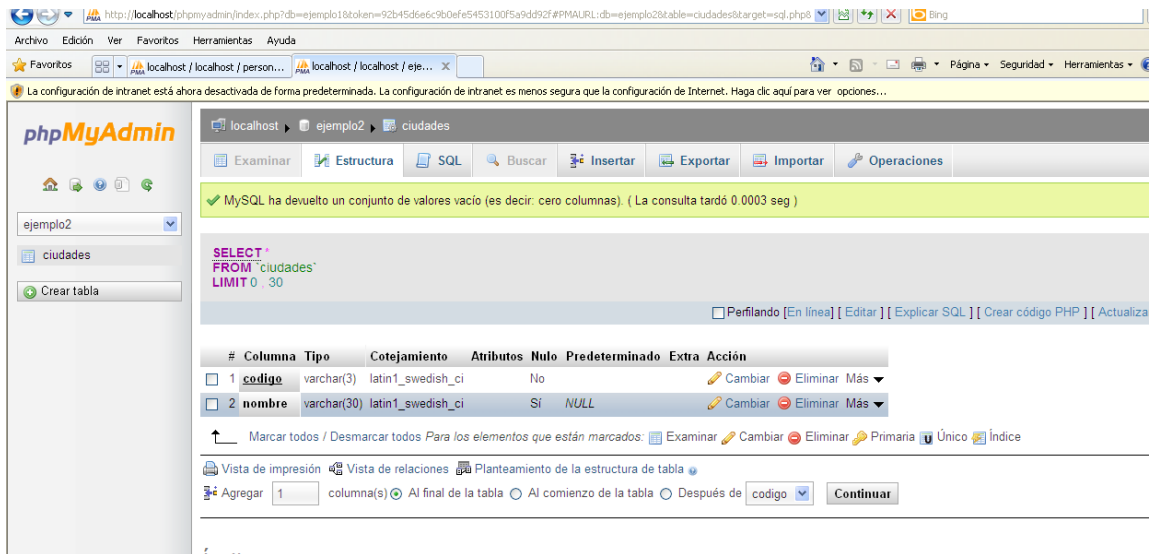 http://localhost/phpmyadmin/index.php?db=ejemplo1&token=92b45d6e6c9b0efe5453100f5a9dd92f#PMAURL:db=ejemplo2&table=ciudades&target=sql.php& Bing
Archivo Edición Ver Favoritos Herramientas Ayuda
Favoritos localhost / localhost / person... localhost / localhost / eje... X Página Seguridad Herramientas
La configuración de intranet está ahora desactivada de forma predeterminada. La configuración de intranet es menos segura que la configuración de Internet. Haga clic aquí para ver opciones...
phpMyAdmin
ejemplo2
ciudades
Crear tabla
localhost ▸ ejemplo2 ▸ ciudades
Examinar Estructura SQL Buscar Insertar Exportar Importar Operaciones
MySQL ha devuelto un conjunto de valores vacío (es decir: cero columnas). ( La consulta tardó 0.0003 seg )
SELECT *
FROM `ciudades`
LIMIT 0 , 30
Perfilando [En línea] [ Editar ] [ Explicar SQL ] [ Crear código PHP ] [ Actualiza
# Columna Tipo Cotejamiento Atributos Nulo Predeterminado Extra Acción
1 codigo varchar(3) latin1_swedish_ci No Cambiar Eliminar Más
2 nombre varchar(30) latin1_swedish_ci Sí NULL Cambiar Eliminar Más
Marcar todos / Desmarcar todos Para los elementos que están marcados: Examinar Cambiar Eliminar Primaria Único Índice
Vista de impresión Vista de relaciones Planteamiento de la estructura de tabla
Agregar 1 columna(s) Al final de la tabla Al comienzo de la tabla Después de codigo Continuar